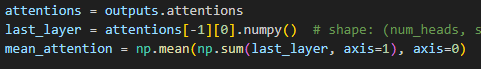 attentions = outputs.attentions
last_layer = attentions[-1][0].numpy()  # shape: (num_heads, s
mean_attention = np.mean(np.sum(last_layer, axis=1), axis=0)